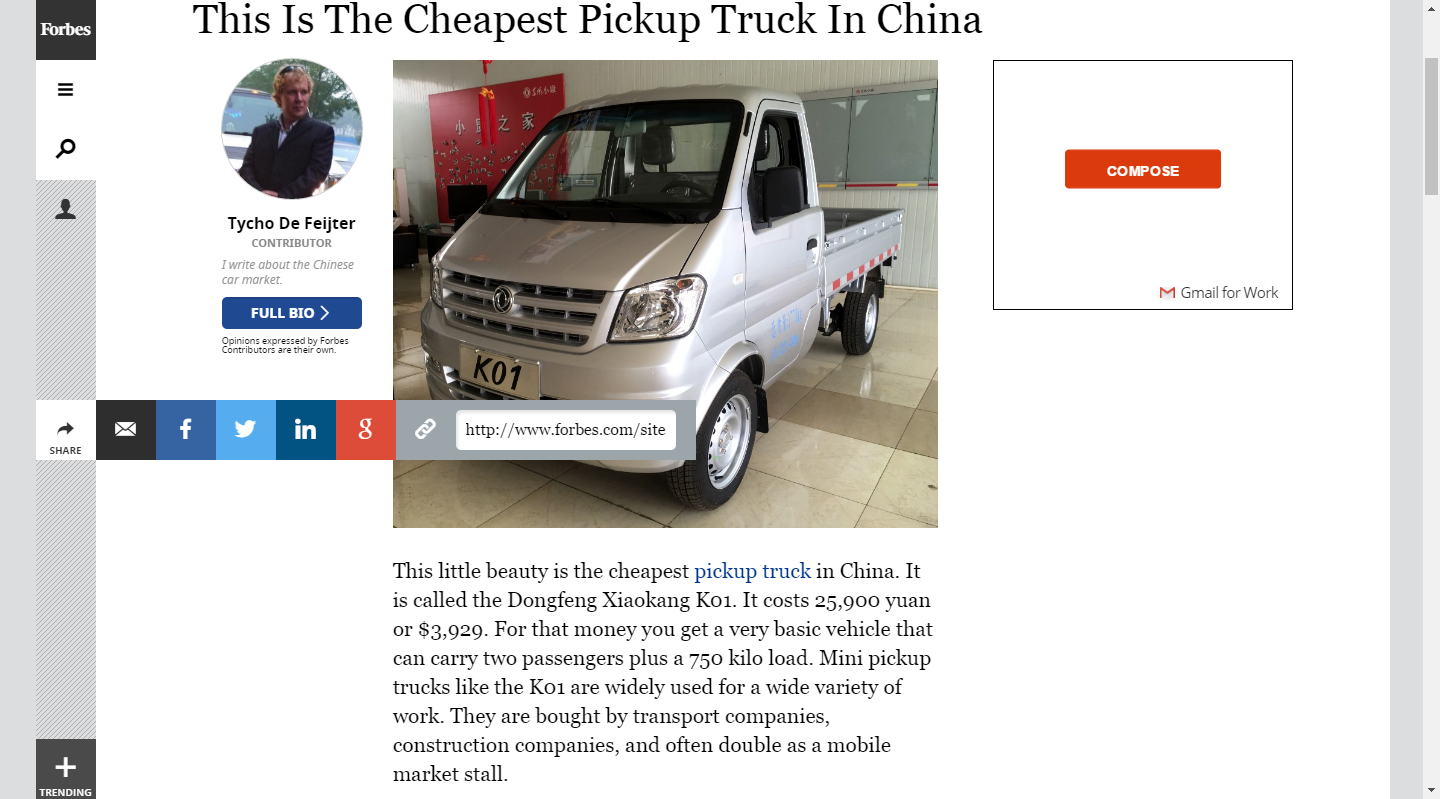 This Is The Cheapest Pickup Truck In China
Forbes
Tycho De Feijter
CONTRIBUTOR
I write about the Chinese
car market.
FULL BIO
Opinions expressed by Forbes
Contributors are their own.
小康之家
K01
COMPOSE
Gmail for Work
SHARE
http://www.forbes.com/site
This little beauty is the cheapest pickup truck in China. It
is called the Dongfeng Xiaokang K01. It costs 25,900 yuan
or $3,929. For that money you get a very basic vehicle that
can carry two passengers plus a 750 kilo load. Mini pickup
trucks like the K01 are widely used for a wide variety of
work. They are bought by transport companies,
construction companies, and often double as a mobile
market stall.
TRENDING